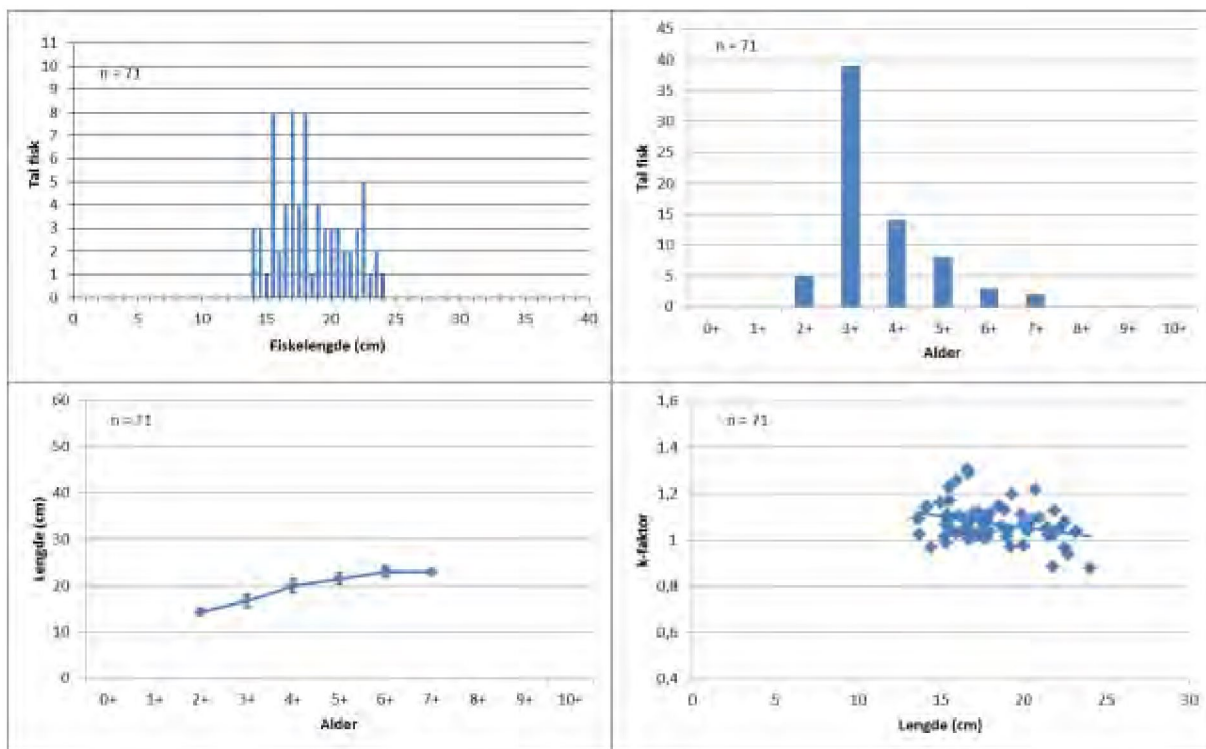 11
10
9
8
7
6
5
4
3
2
1
0
Tal fisk
n = 71
0 5 10 15 20 25 30 35 40
Fiskelengde (cm)
45
40
35
30
25
20
15
10
5
0
Tal fisk
n = 71
0+ 1+ 2+ 3+ 4+ 5+ 6+ 7+ 8+ 9+ 10+
Alder
60
50
40
30
20
10
0
Lengde (cm)
n = 71
0+ 1+ 2+ 3+ 4+ 5+ 6+ 7+ 8+ 9+ 10+
Alder
1,6
1,4
1,2
1
0,8
0,6
0,4
k-faktor
n = 71
0 5 10 15 20 25 30
Lengde (cm)